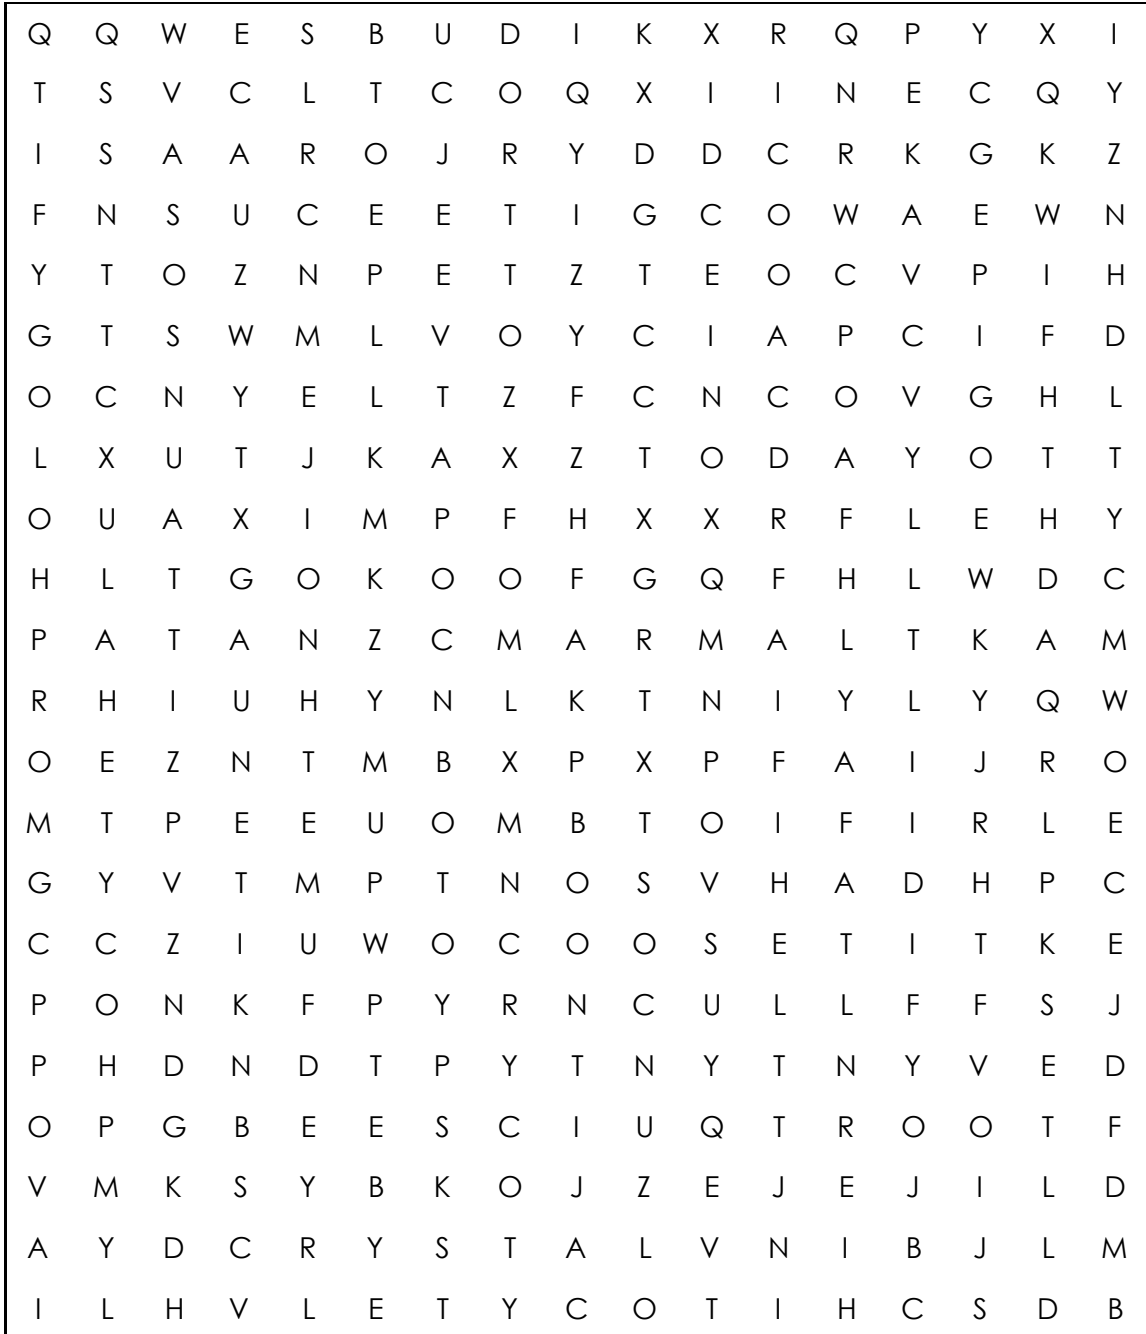 Q Q W E S B U D I K X R Q P Y X I
T S V C L T C O Q X I I N E C Q Y
I S A A R O J R Y D D C R K G K Z
F N S U C E E T I G C O W A E W N
Y T O Z N P E T Z T E O C V P I H
G T S W M L V O Y C I A P C I F D
O C N Y E L T Z F C N C O V G H L
L X U T J K A X Z T O D A Y O T T
O U A X I M P F H X X R F L E H Y
H L T G O K O O F G Q F H L W D C
P A T A N Z C M A R M A L T K A M
R H I U H Y N L K T N I Y L Y Q W
O E Z N T M B X P X P F A I J R O
M T P E E U O M B T O I F I R L E
G Y V T M P T N O S V H A D H P C
C C Z I U W O C O O S E T I T K E
P O N K F P Y R N C U L L F F S J
P H D N D T P Y T N Y T N Y V E D
O P G B E E S C I U Q T R O O T F
V M K S Y B K O J Z E J E J I L D
A Y D C R Y S T A L V N I B J L M
I L H V L E T Y C O T I H C S D B